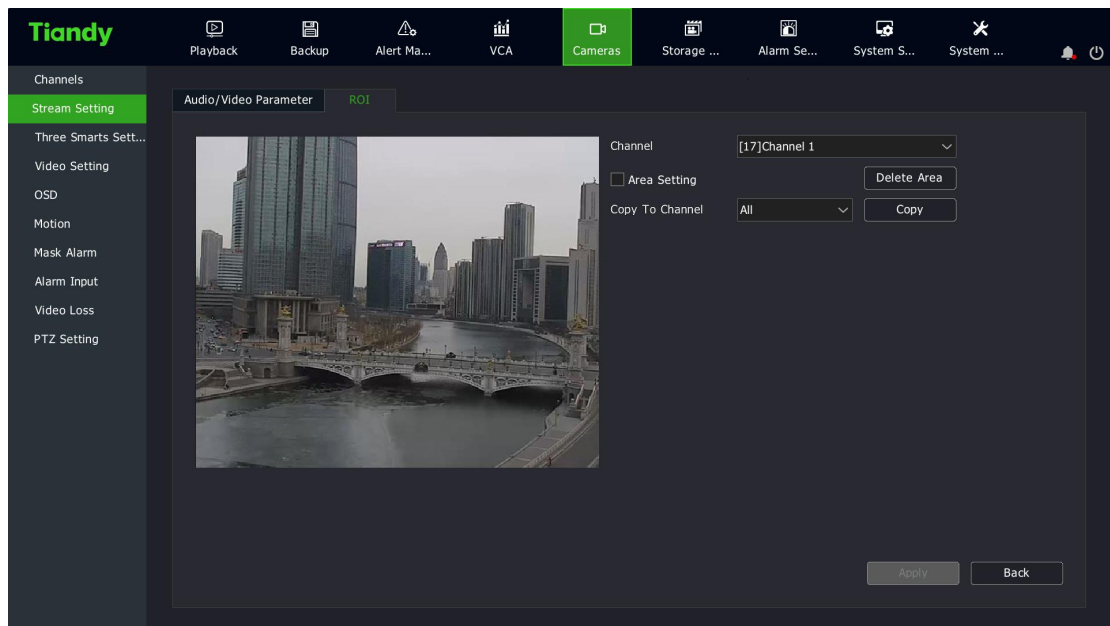 Tiandy
Playback
Backup
Alert Ma...
VCA
Cameras
Storage ...
Alarm Se...
System S...
System ...
Channels
Stream Setting
Three Smarts Sett...
Video Setting
OSD
Motion
Mask Alarm
Alarm Input
Video Loss
PTZ Setting
Audio/Video Parameter
ROI
Channel
[17]Channel 1
Area Setting
Delete Area
Copy To Channel
All
Copy
Apply
Back